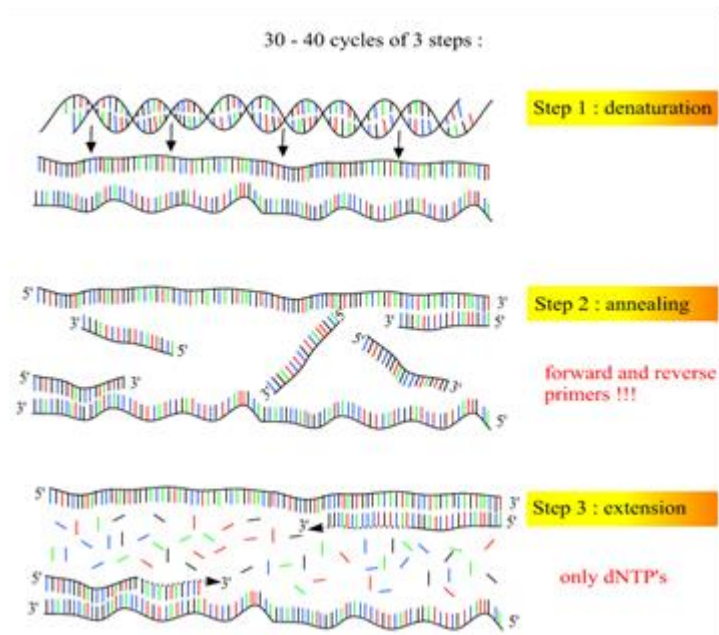 30 - 40 cycles of 3 steps :
Step 1 : denaturation
5' 3'
Step 2 : annealing
3' 5' 5' 3' 5'
5' 3'
forward and reverse
primers !!!
5' 3' 3' 3'
3' 5'
5' 3'
Step 3 : extension
3' 5'
only dNTP's
5' 3'
3' 5'